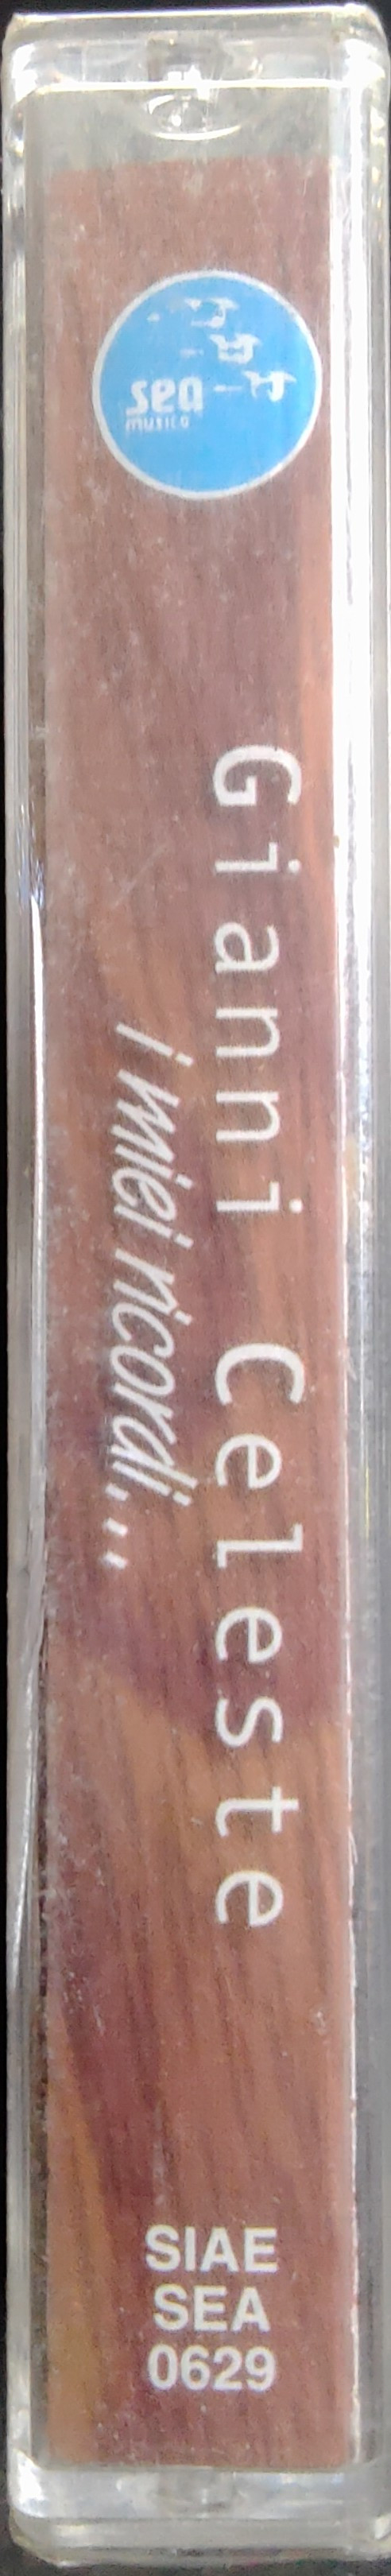 sea
musica
Gianni Celeste
i miei ricordi...
SIAE
SEA
0629